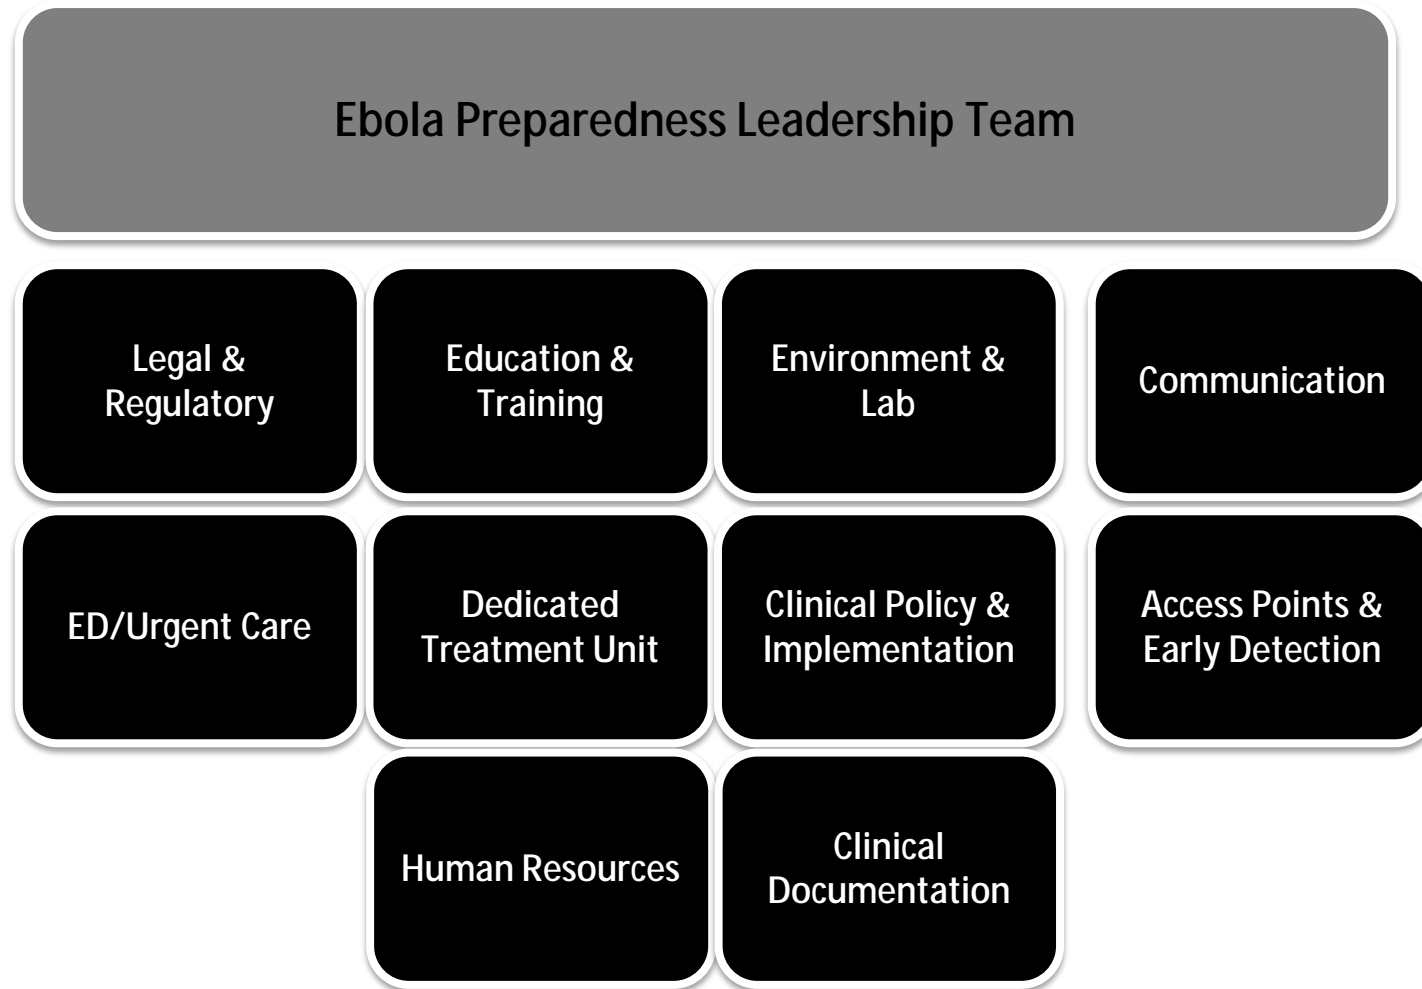 Ebola Preparedness Leadership Team
Legal &
Regulatory
Education &
Training
Environment &
Lab
Communication
ED/Urgent Care
Dedicated
Treatment Unit
Clinical Policy &
Implementation
Access Points &
Early Detection
Human Resources
Clinical
Documentation